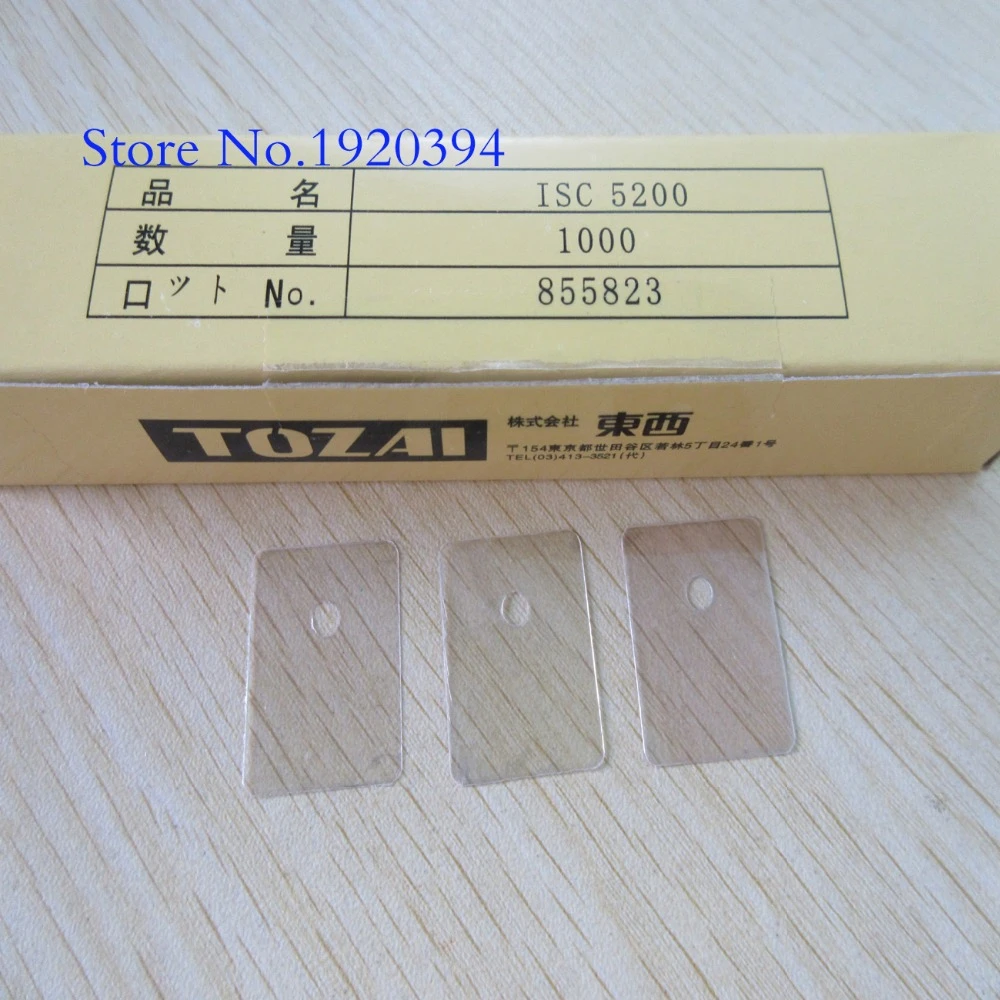 Store No.1920394
品名 ISC 5200
数量 1000
ロット No. 855823
TOZAI 株式会社 東西
〒154東京都世田谷区若林5丁目24番1号
TEL(03)413-3521(代)